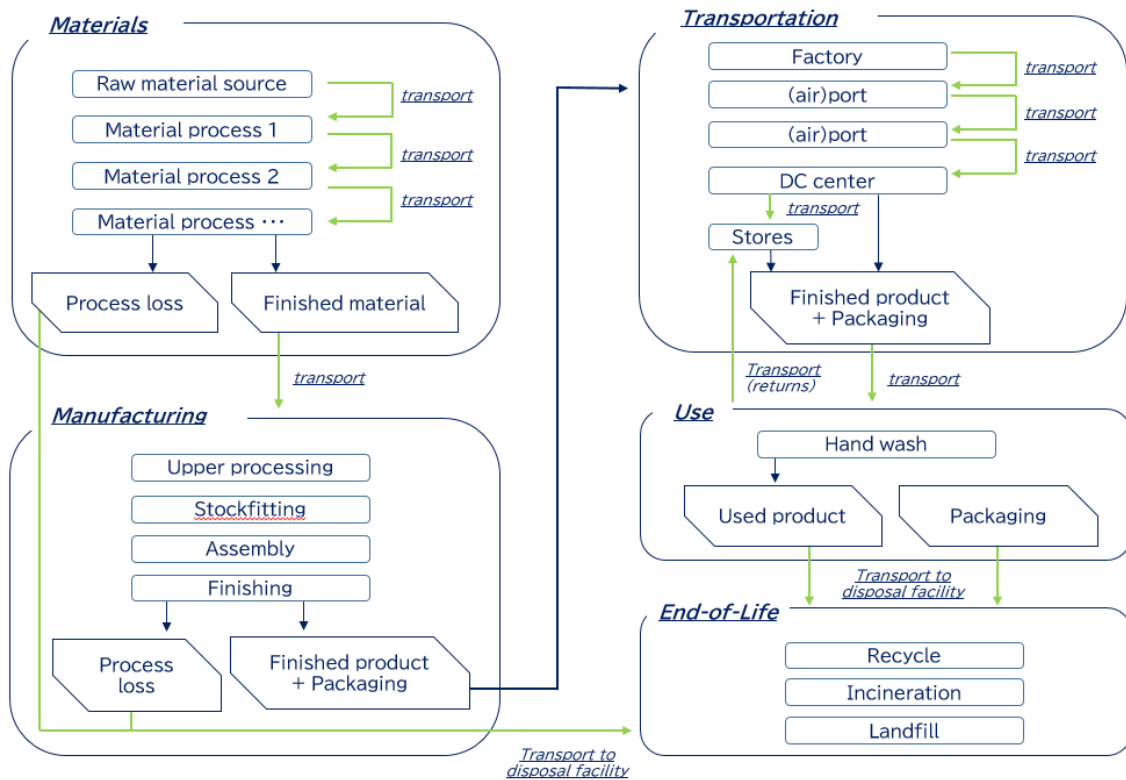 Materials
Raw material source
transport
Material process 1
transport
Material process 2
transport
Material process ···
Process loss
Finished material
transport
Manufacturing
Upper processing
Stockfitting
Assembly
Finishing
Process
loss
Finished product
+ Packaging
Transport to
disposal facility
Transportation
Factory
transport
(air)port
transport
(air)port
transport
DC center
transport
Stores
Finished product
+ Packaging
Transport
(returns)
transport
Use
Hand wash
Used product
Packaging
Transport to
disposal facility
End-of-Life
Recycle
Incineration
Landfill